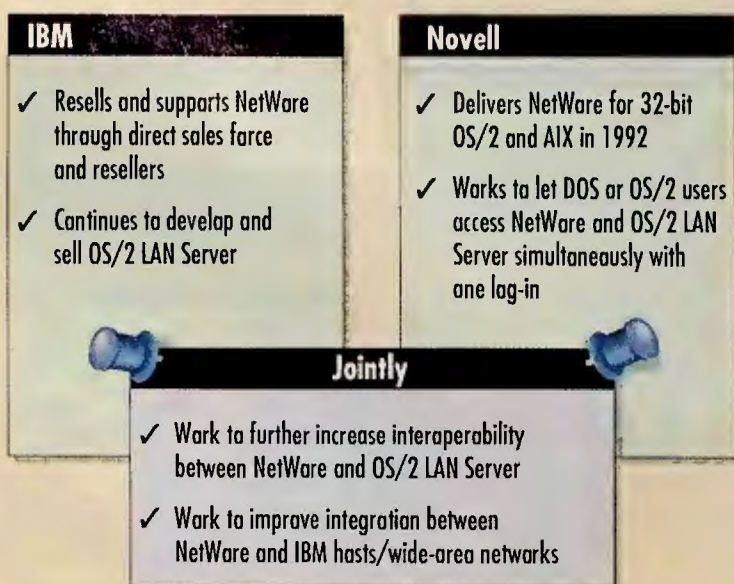 IBM
✓ Resells and supports NetWare
through direct sales force
and resellers
✓ Continues to develop and
sell OS/2 LAN Server
Novell
✓ Delivers NetWare for 32-bit
OS/2 and AIX in 1992
✓ Works to let DOS or OS/2 users
access NetWare and OS/2 LAN
Server simultaneously with
one log-in
Jointly
✓ Work to further increase interoperability
between NetWare and OS/2 LAN Server
✓ Work to improve integration between
NetWare and IBM hosts/wide-area networks